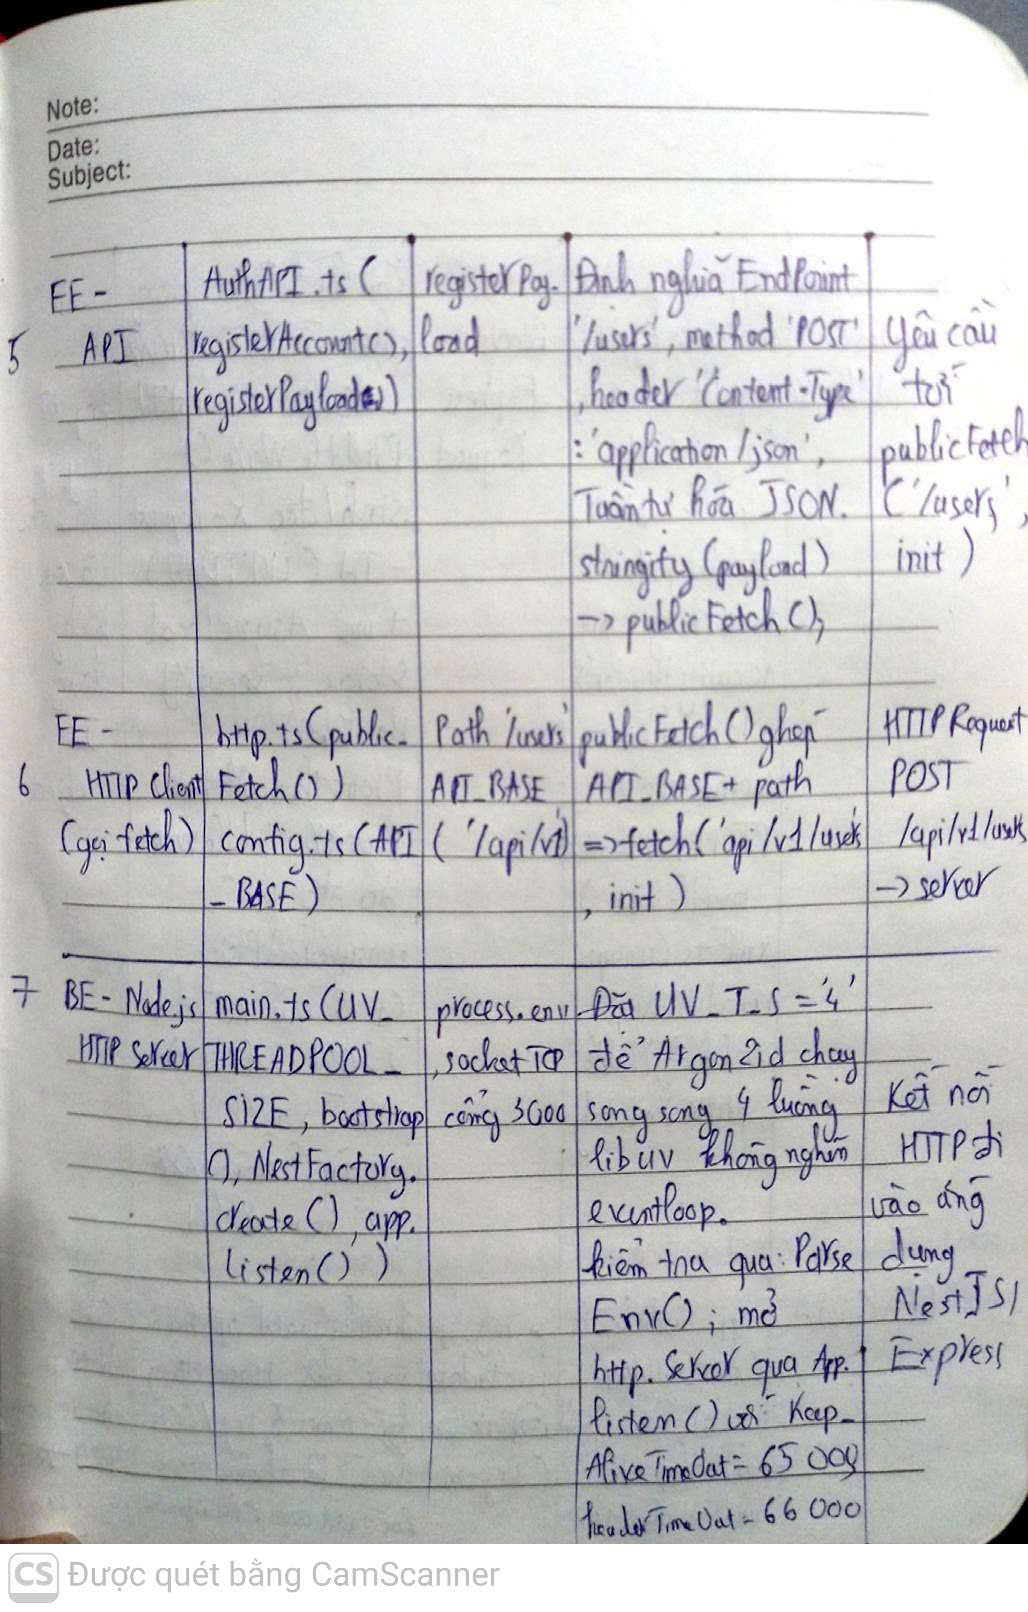 Note:
Date:
Subject:
5
FE -
API
AuthAPI.ts (
registerAccount(),
registerPayload())
registerPay-
load
Định nghĩa EndPoint
'/users', method 'POST'
, header 'Content-Type'
: 'application/json',
Tuần tự hóa JSON.
stringity (payload)
-> publicFetch();
Yêu cầu
tới
publicFetch
('/users',
init)
6
FE -
HTTP Client
(gọi fetch)
http.ts (public-
Fetch())
config.ts (API
- BASE)
Path '/users'
API_BASE
('/api/v1)
publicFetch() ghép
API_BASE + path
=> fetch('api/v1/users
, init)
HTTP Request
POST
/api/v1/users
-> server
7
BE - Node.js
HTTP Server
main.ts (UV_
THREADPOOL_
SIZE, bootstrap
(), NestFactory.
create(), app.
listen())
process.env
, socket TCP
cổng 3000
Đặt UV_T_S = '4'
để Argon2id chạy
song song 4 luồng
libuv không nghẽn
eventloop.
kiểm tra qua: Parse
Env(); mở
http. Server qua App.
listen() với Keep-
AliveTimeOut = 65 000
headerTimeOut = 66 000
Kết nối
HTTP đi
vào ứng
dụng
NestJS/
Express
CS Được quét bằng CamScanner